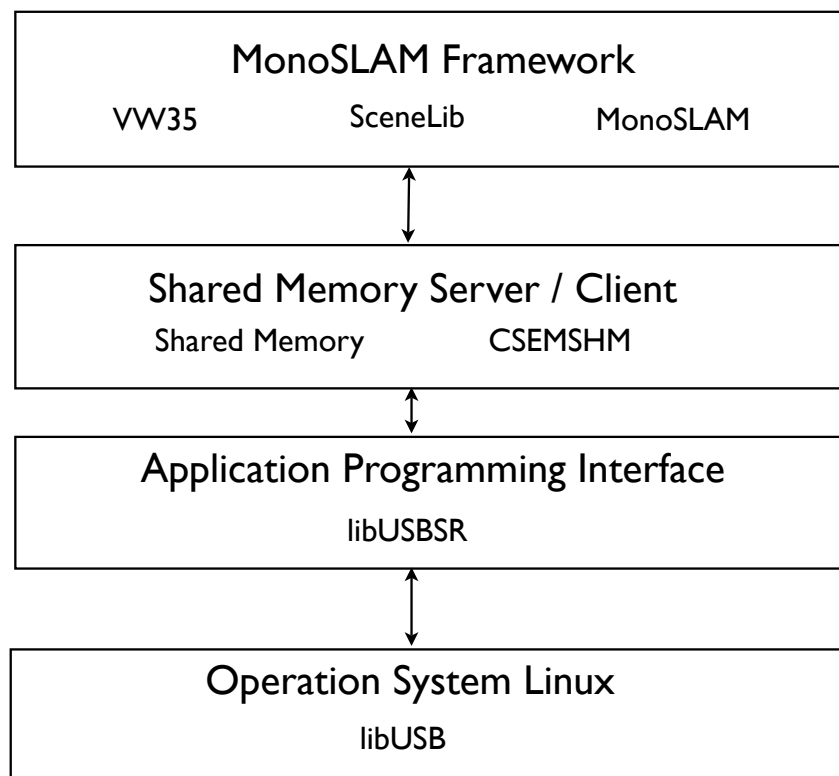 MonoSLAM Framework
VW35 SceneLib MonoSLAM
Shared Memory Server / Client
Shared Memory CSEMSHM
Application Programming Interface
libUSBSR
Operation System Linux
libUSB